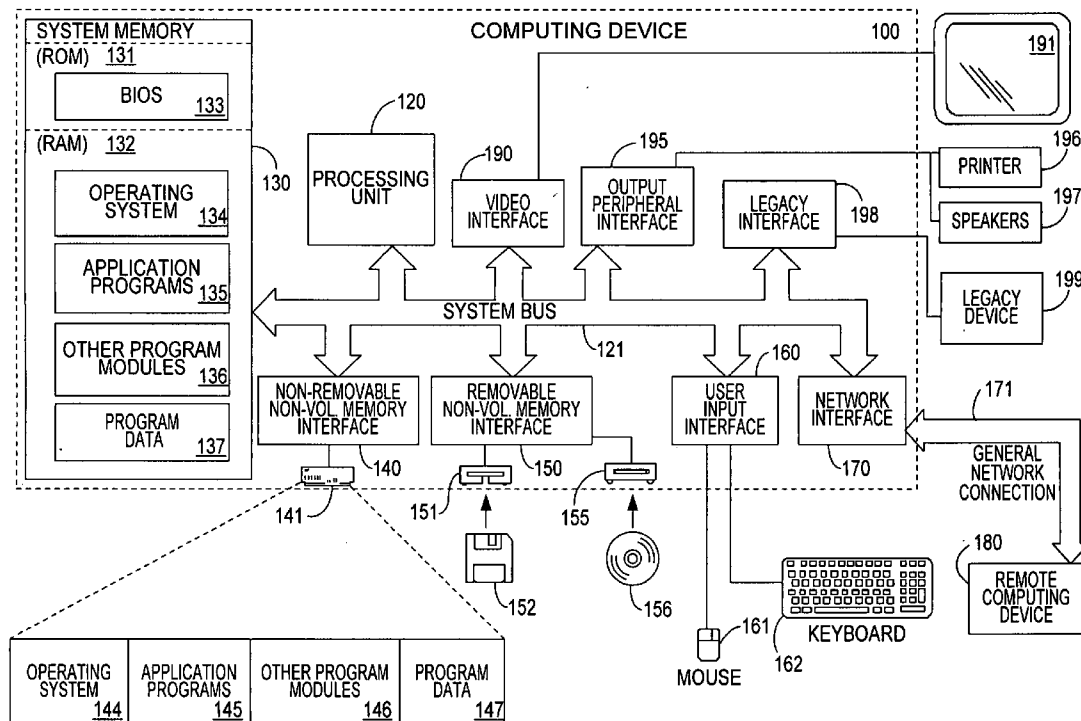 SYSTEM MEMORY
(ROM) 131
BIOS
133
(RAM) 132
OPERATING
SYSTEM
134
APPLICATION
PROGRAMS
135
OTHER PROGRAM
MODULES
136
PROGRAM
DATA
137
130
COMPUTING DEVICE
100
120
PROCESSING
UNIT
190
VIDEO
INTERFACE
195
OUTPUT
PERIPHERAL
INTERFACE
LEGACY
INTERFACE
198
191
196
PRINTER
SPEAKERS
197
199
LEGACY
DEVICE
SYSTEM BUS
121
NON-REMOVABLE
NON-VOL. MEMORY
INTERFACE
140
REMOVABLE
NON-VOL. MEMORY
INTERFACE
150
160
USER
INPUT
INTERFACE
NETWORK
INTERFACE
170
171
GENERAL
NETWORK
CONNECTION
141
151
155
152
156
180
REMOTE
COMPUTING
DEVICE
161
MOUSE
162
KEYBOARD
OPERATING
SYSTEM
144
APPLICATION
PROGRAMS
145
OTHER PROGRAM
MODULES
146
PROGRAM
DATA
147